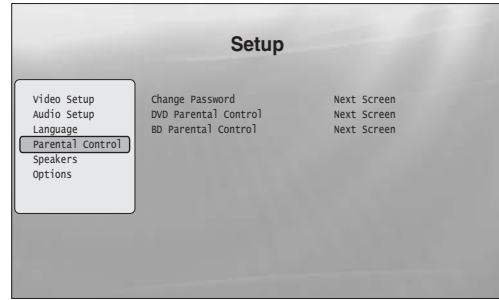 Setup
Video Setup
Audio Setup
Language
Parental Control
Speakers
Options
Change Password Next Screen
DVD Parental Control Next Screen
BD Parental Control Next Screen